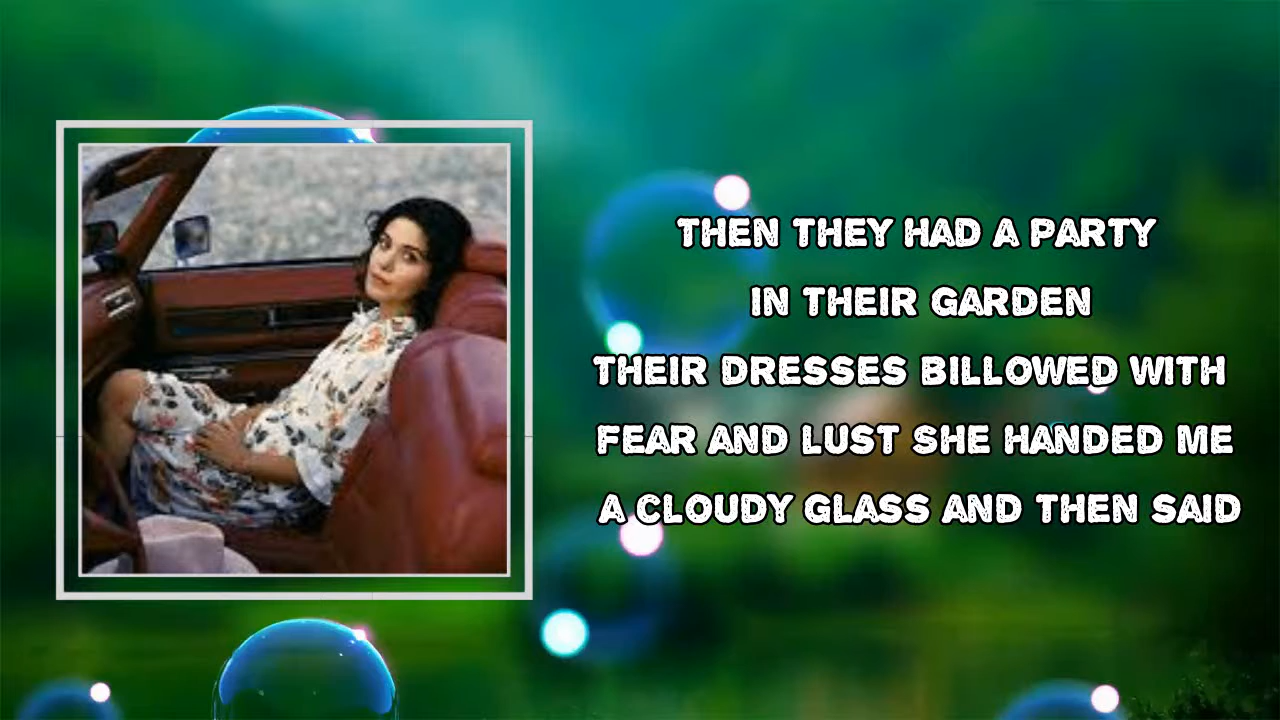 THEN THEY HAD A PARTY
IN THEIR GARDEN
THEIR DRESSES BILLOWED WITH
FEAR AND LUST SHE HANDED ME
A CLOUDY GLASS AND THEN SAID